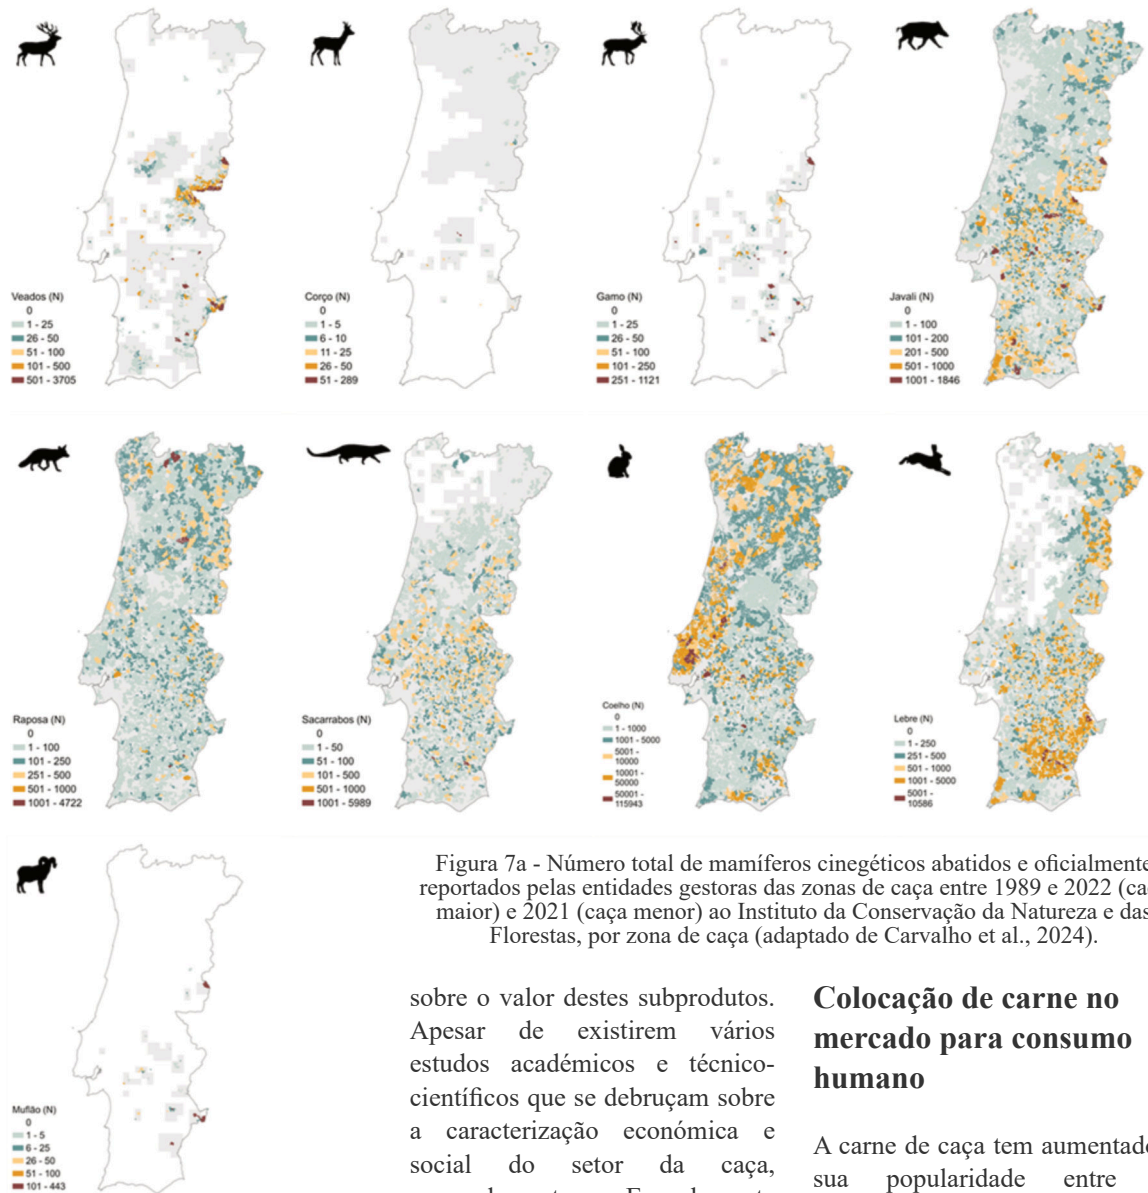 Veados (N)
0
1 - 25
26 - 50
51 - 100
101 - 500
501 - 3705
Corço (N)
0
1 - 5
6 - 10
11 - 25
26 - 50
51 - 289
Gamo (N)
0
1 - 25
26 - 50
51 - 100
101 - 250
251 - 1121
Javali (N)
0
1 - 100
101 - 200
201 - 500
501 - 1000
1001 - 1846
Raposa (N)
0
1 - 100
101 - 250
251 - 500
501 - 1000
1001 - 4722
Sacarrabos (N)
0
1 - 50
51 - 100
101 - 500
501 - 1000
1001 - 5989
Coelho (N)
0
1 - 1000
1001 - 5000
5001 -
10000
10001 -
50000
50001 -
115943
Lebre (N)
0
1 - 250
251 - 500
501 - 1000
1001 - 5000
5001 -
10586
Muflão (N)
0
1 - 5
6 - 25
26 - 50
51 - 100
101 - 443
Figura 7a - Número total de mamíferos cinegéticos abatidos e oficialmente
reportados pelas entidades gestoras das zonas de caça entre 1989 e 2022 (ca
maior) e 2021 (caça menor) ao Instituto da Conservação da Natureza e das
Florestas, por zona de caça (adaptado de Carvalho et al., 2024).
sobre o valor destes subprodutos.
Apesar de existirem vários
estudos académicos e técnico-
científicos que se debruçam sobre
a caracterização económica e
social do setor da caça,
Colocação de carne no
mercado para consumo
humano
A carne de caça tem aumentado
sua popularidade entre